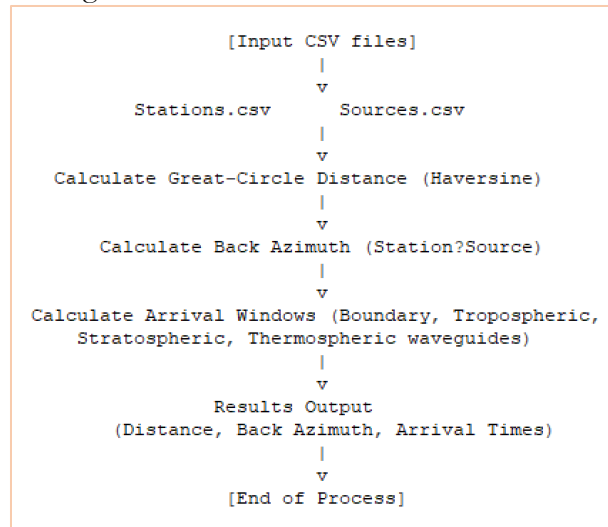 [Input CSV files]
|
v
Stations.csv Sources.csv
|
v
Calculate Great-Circle Distance (Haversine)
|
v
Calculate Back Azimuth (Station?Source)
|
v
Calculate Arrival Windows (Boundary, Tropospheric,
Stratospheric, Thermospheric waveguides)
|
v
Results Output
(Distance, Back Azimuth, Arrival Times)
|
v
[End of Process]